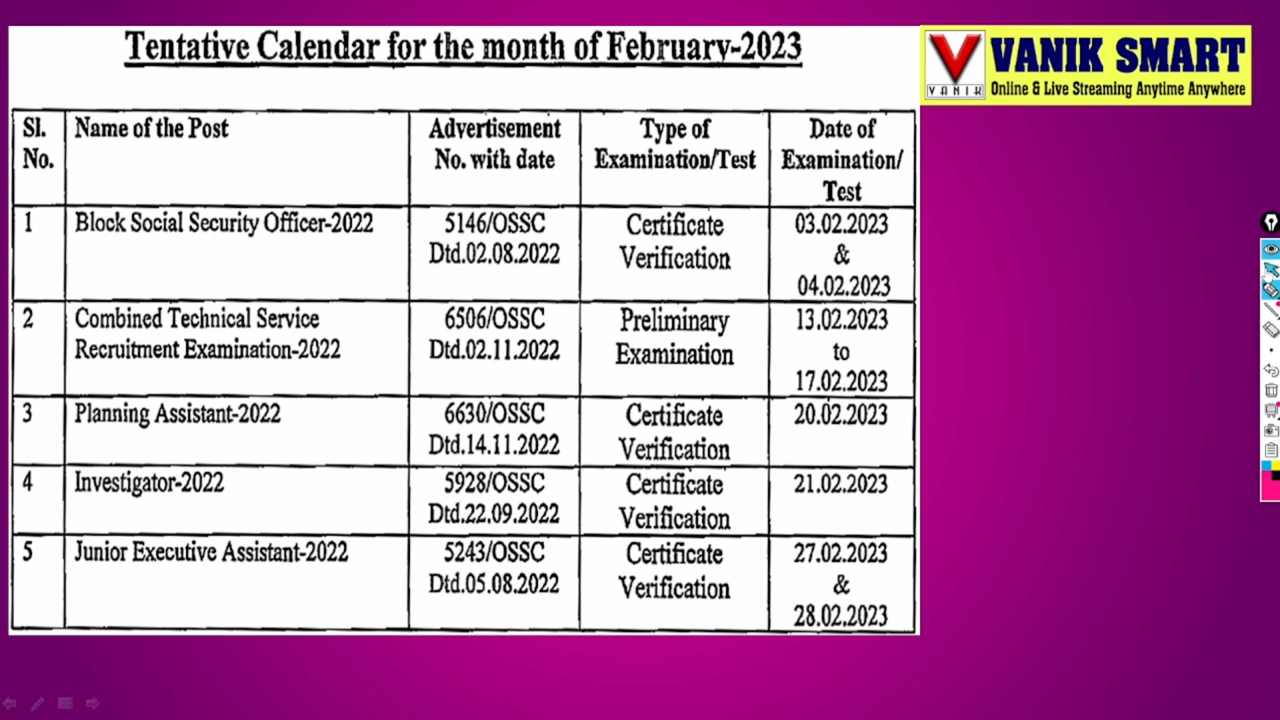 Tentative Calendar for the month of February-2023
VANIK
VANIK SMART
Online & Live Streaming Anytime Anywhere
Sl. No.
Name of the Post
Advertisement No. with date
Type of Examination/Test
Date of Examination/ Test
1
Block Social Security Officer-2022
5146/OSSC
Dtd.02.08.2022
Certificate
Verification
03.02.2023
&
04.02.2023
2
Combined Technical Service
Recruitment Examination-2022
6506/OSSC
Dtd.02.11.2022
Preliminary
Examination
13.02.2023
to
17.02.2023
3
Planning Assistant-2022
6630/OSSC
Dtd.14.11.2022
Certificate
Verification
20.02.2023
4
Investigator-2022
5928/OSSC
Dtd.22.09.2022
Certificate
Verification
21.02.2023
5
Junior Executive Assistant-2022
5243/OSSC
Dtd.05.08.2022
Certificate
Verification
27.02.2023
&
28.02.2023